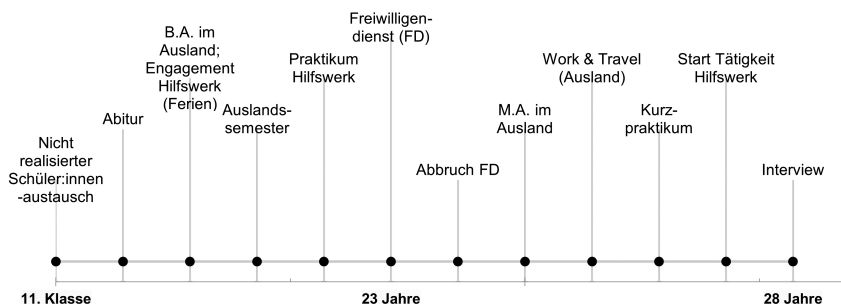 Nicht
realisierter
Schüler:innen
-austausch
Abitur
B.A. im
Ausland;
Engagement
Hilfswerk
(Ferien)
Auslands-
semester
Praktikum
Hilfswerk
Freiwilligen-
dienst (FD)
Abbruch FD
M.A. im
Ausland
Work & Travel
(Ausland)
Kurz-
praktikum
Start Tätigkeit
Hilfswerk
Interview
11. Klasse
23 Jahre
28 Jahre